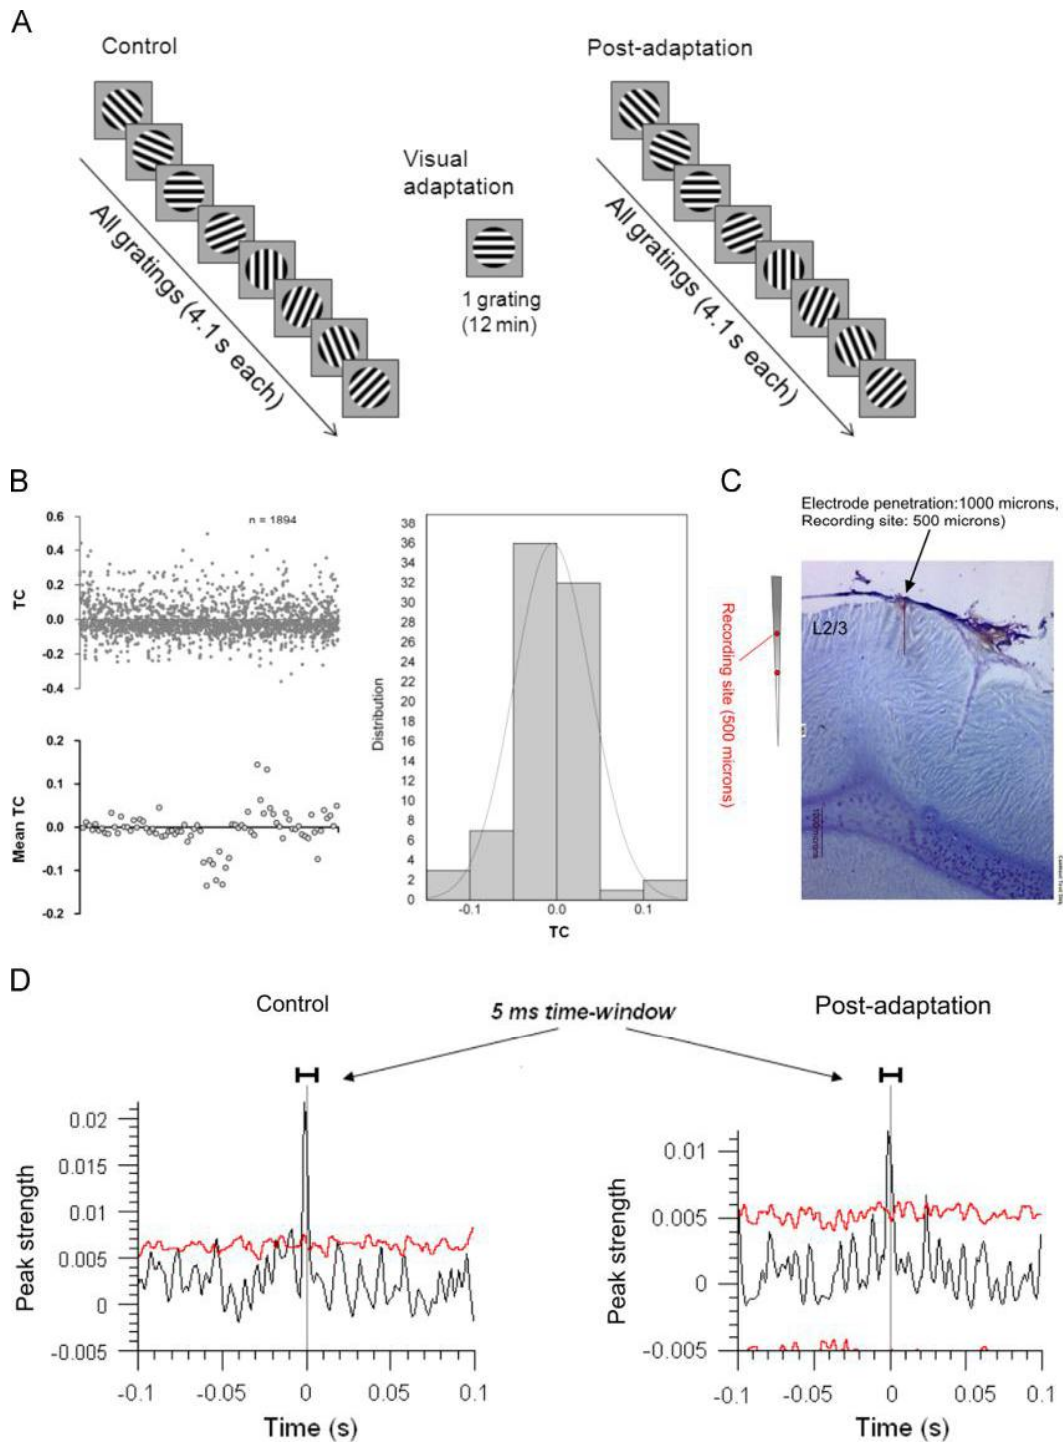 A
Control
Post-adaptation
All gratings (4.1 s each)
Visual
adaptation
1 grating
(12 min)
All gratings (4.1 s each)
B
n = 1894
TC
0.6
0.4
0.2
0.0
-0.2
-0.4
Mean TC
0.2
0.1
0.0
-0.1
-0.2
Distribution
38
36
34
32
30
28
26
24
22
20
18
16
14
12
10
8
6
4
2
0
-0.1
0.0
0.1
TC
C
Electrode penetration:1000 microns,
Recording site: 500 microns)
Recording site (500 microns)
L2/3
1000microns
D
Control
5 ms time-window
Post-adaptation
Peak strength
0.02
0.015
0.01
0.005
0
-0.005
-0.1
-0.05
0
0.05
0.1
Time (s)
Peak strength
0.01
0.005
0
-0.005
-0.1
-0.05
0
0.05
0.1
Time (s)